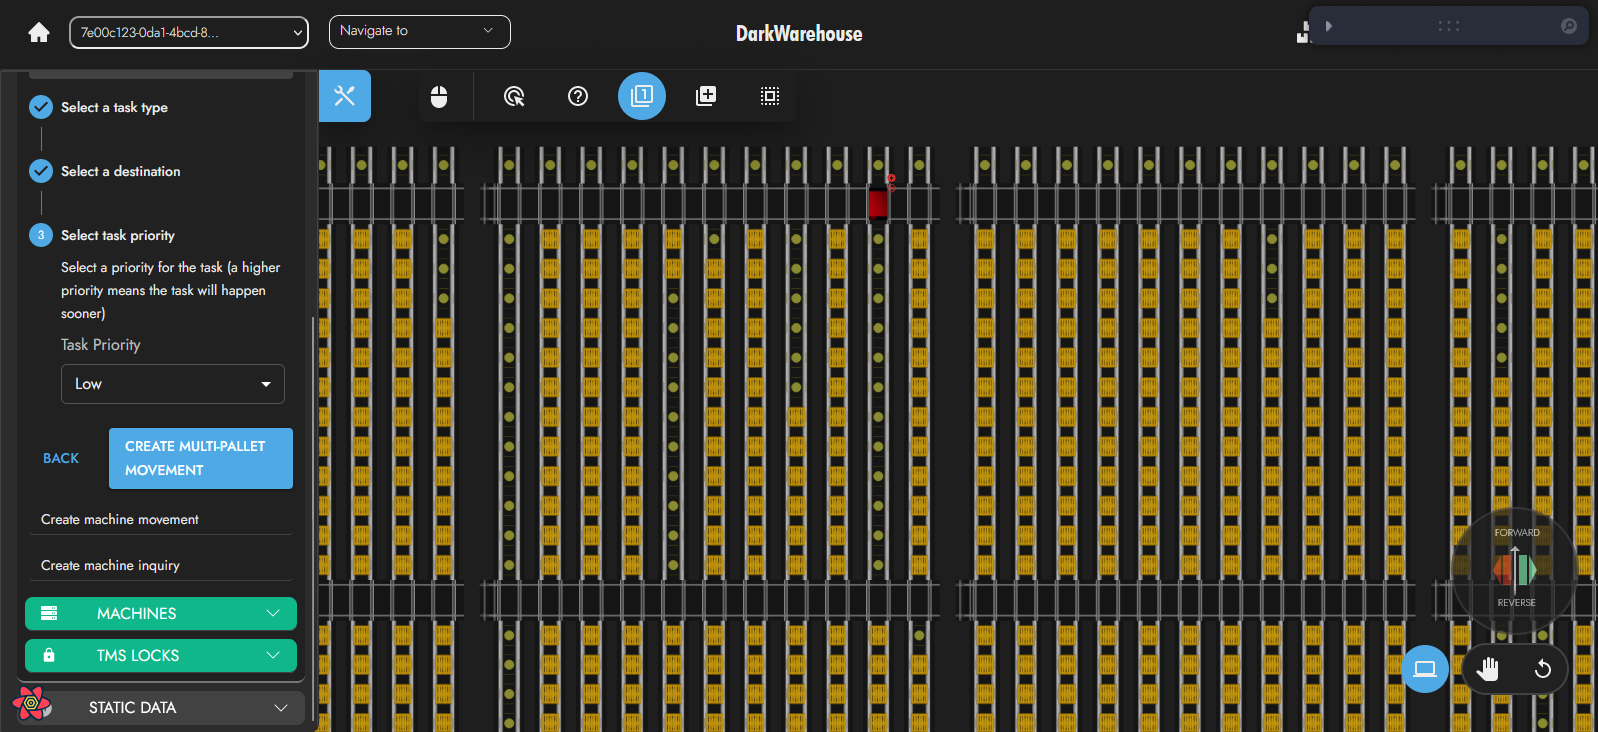 7e00c123-0da1-4bcd-8...
Navigate to
DarkWarehouse
Select a task type
1
Select a destination
3
Select task priority
Select a priority for the task (a higher
priority means the task will happen
sooner)
Task Priority
Low
BACK
CREATE MULTI-PALLET
MOVEMENT
Create machine movement
Create machine inquiry
MACHINES
TMS LOCKS
STATIC DATA
FORWARD
REVERSE